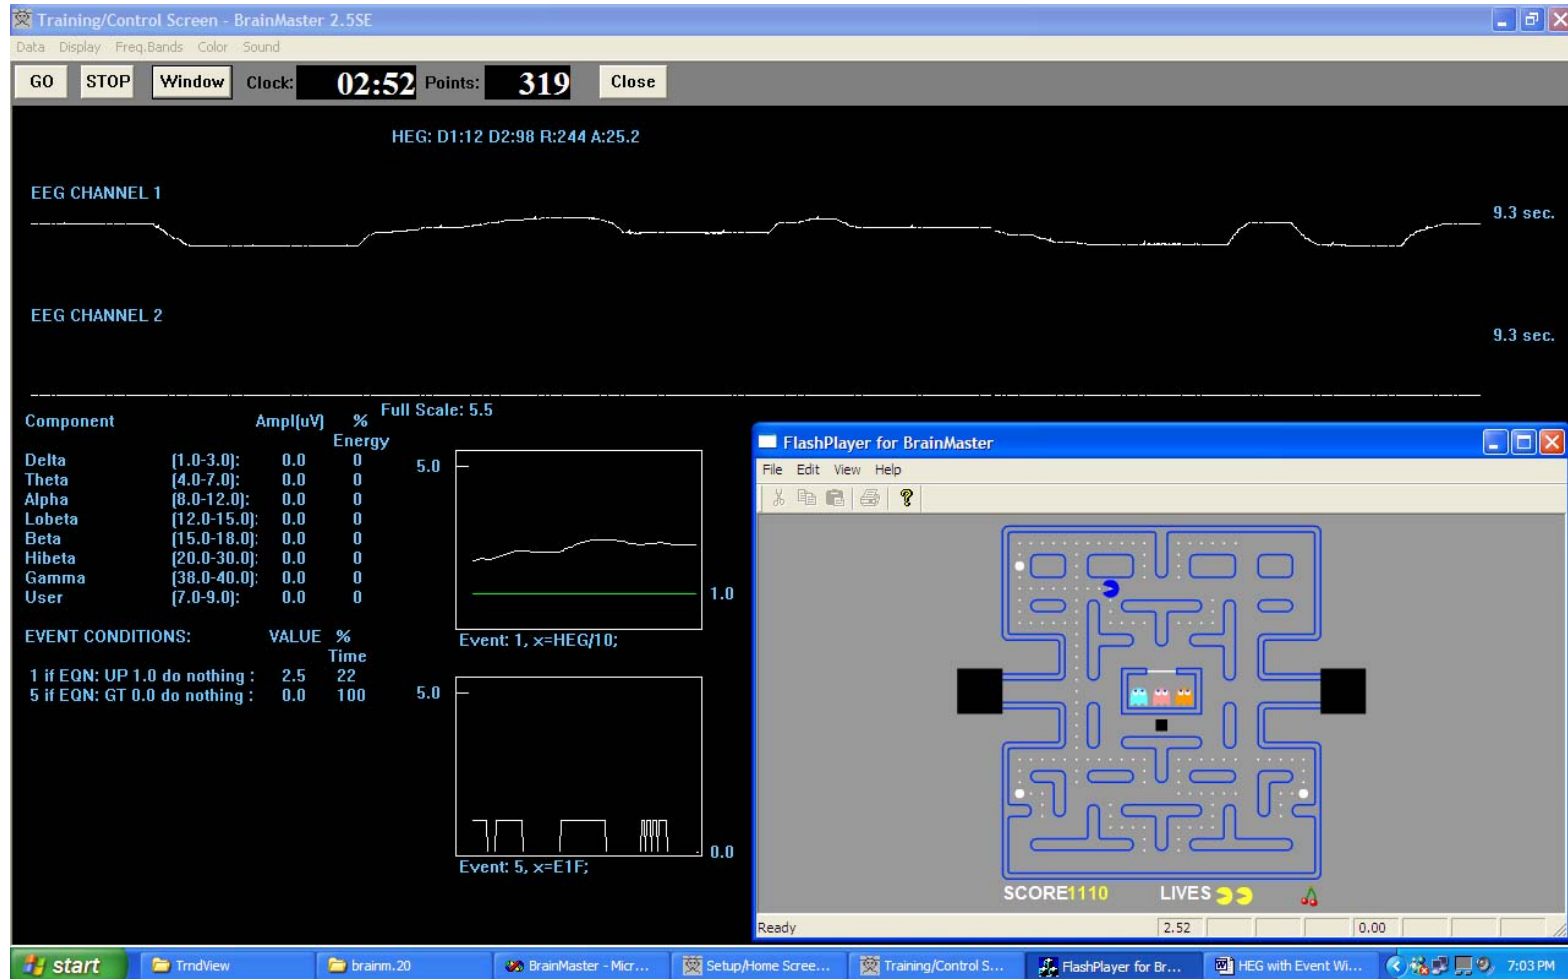 Training/Control Screen - BrainMaster 2.5SE
Data Display Freq.Bands Color Sound
GO STOP Window Clock: 02:52 Points: 319 Close
HEG: D1:12 D2:98 R:244 A:25.2
EEG CHANNEL 1
9.3 sec.
EEG CHANNEL 2
9.3 sec.
Full Scale: 5.5
Component Ampl(uV) %
Energy
Delta (1.0-3.0): 0.0 0
Theta (4.0-7.0): 0.0 0
Alpha (8.0-12.0): 0.0 0
Lobeta (12.0-15.0): 0.0 0
Beta (15.0-18.0): 0.0 0
Hibeta (20.0-30.0): 0.0 0
Gamma (38.0-40.0): 0.0 0
User (7.0-9.0): 0.0 0
EVENT CONDITIONS: VALUE %
Time
1 if EQN: UP 1.0 do nothing : 2.5 22
5 if EQN: GT 0.0 do nothing : 0.0 100
5.0
1.0
Event: 1, x=HEG/10;
5.0
0.0
Event: 5, x=E1F;
FlashPlayer for BrainMaster
File Edit View Help
SCORE1110 LIVES
Ready 2.52 0.00
start TrndView brainm.20 BrainMaster - Micr... Setup/Home Scree... Training/Control S... FlashPlayer for Br... HEG with Event Wi... 7:03 PM